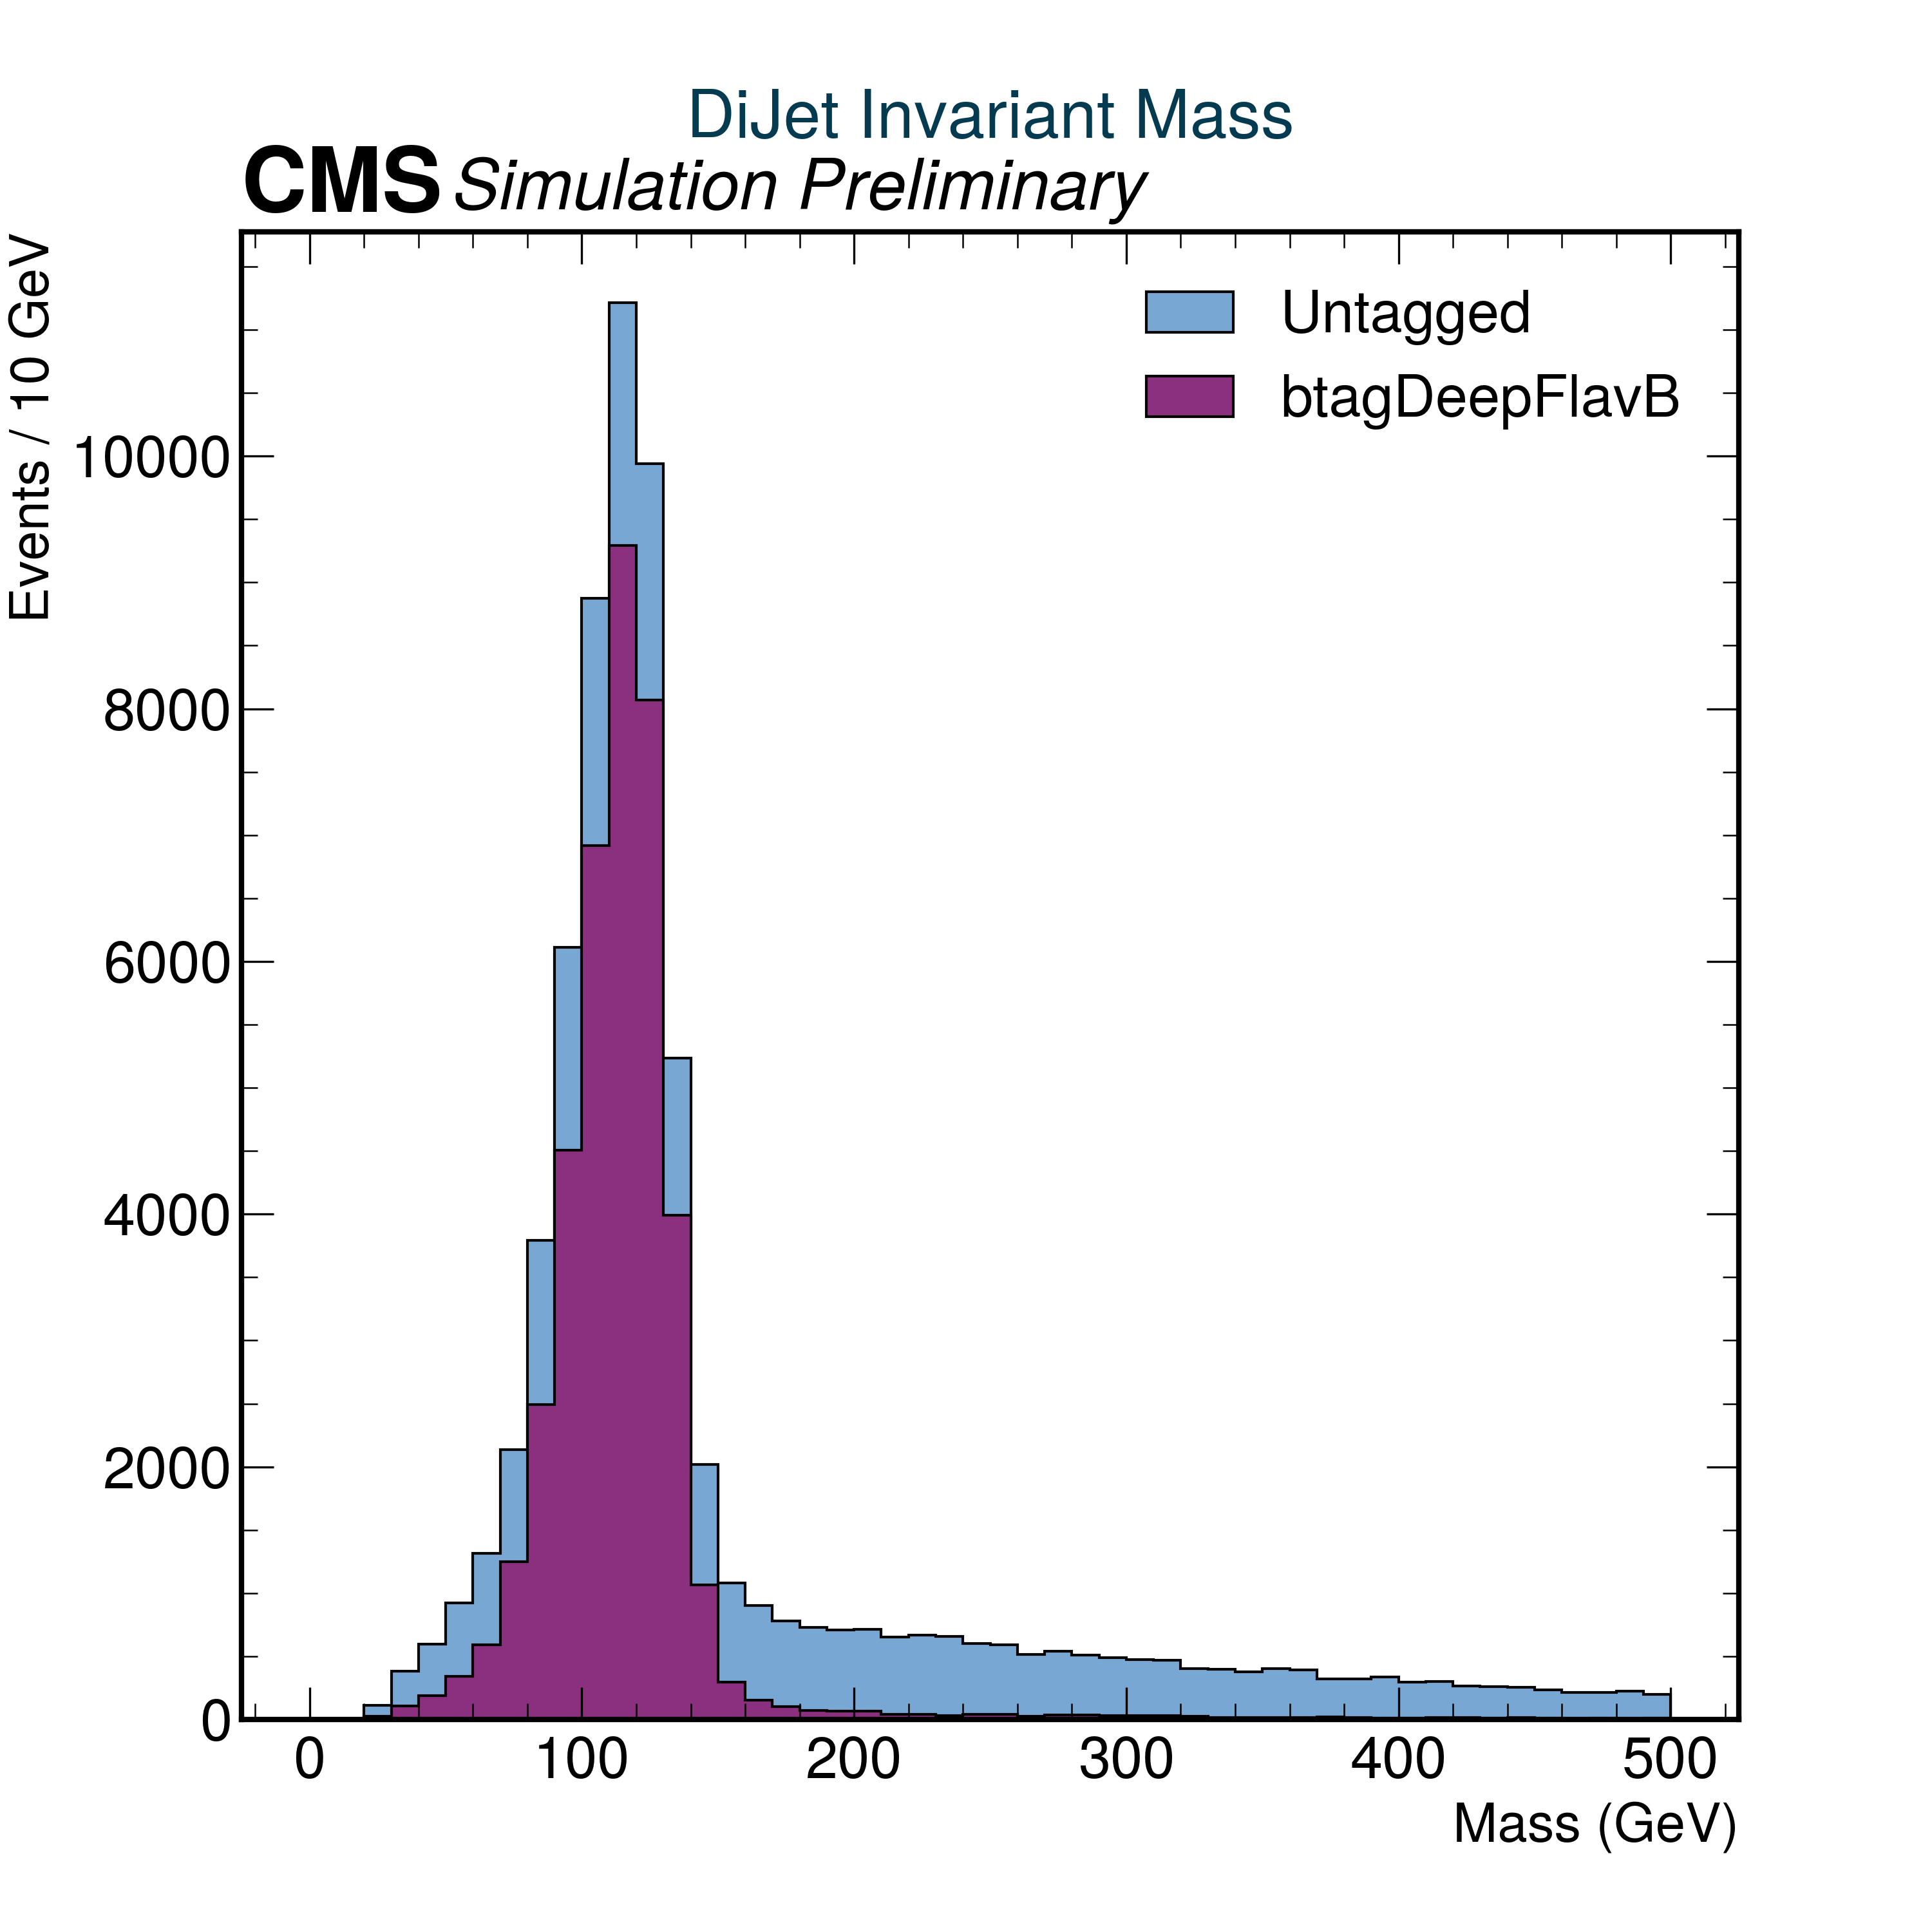 DiJet Invariant Mass
CMS Simulation Preliminary
Events / 10 GeV
Untagged
btagDeepFlavB
10000
8000
6000
4000
2000
0
0 100 200 300 400 500
Mass (GeV)